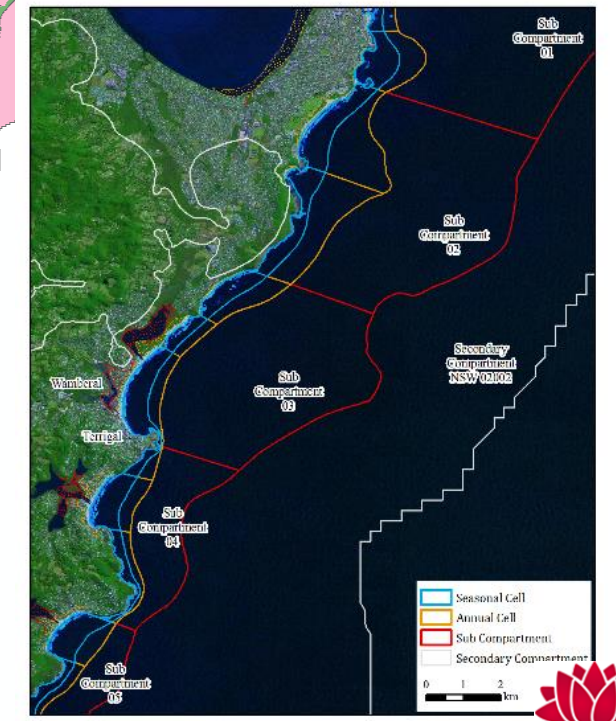 Sub
Compartment
01
Sub
Compartment
02
Secondary
Compartment
NSW 02002
Sub
Compartment
03
Wamberal
Terrigal
Sub
Compartment
04
Sub
Compartment
05
Seasonal Cell
Annual Cell
Sub Compartment
Secondary Compartment
0 1 2
km